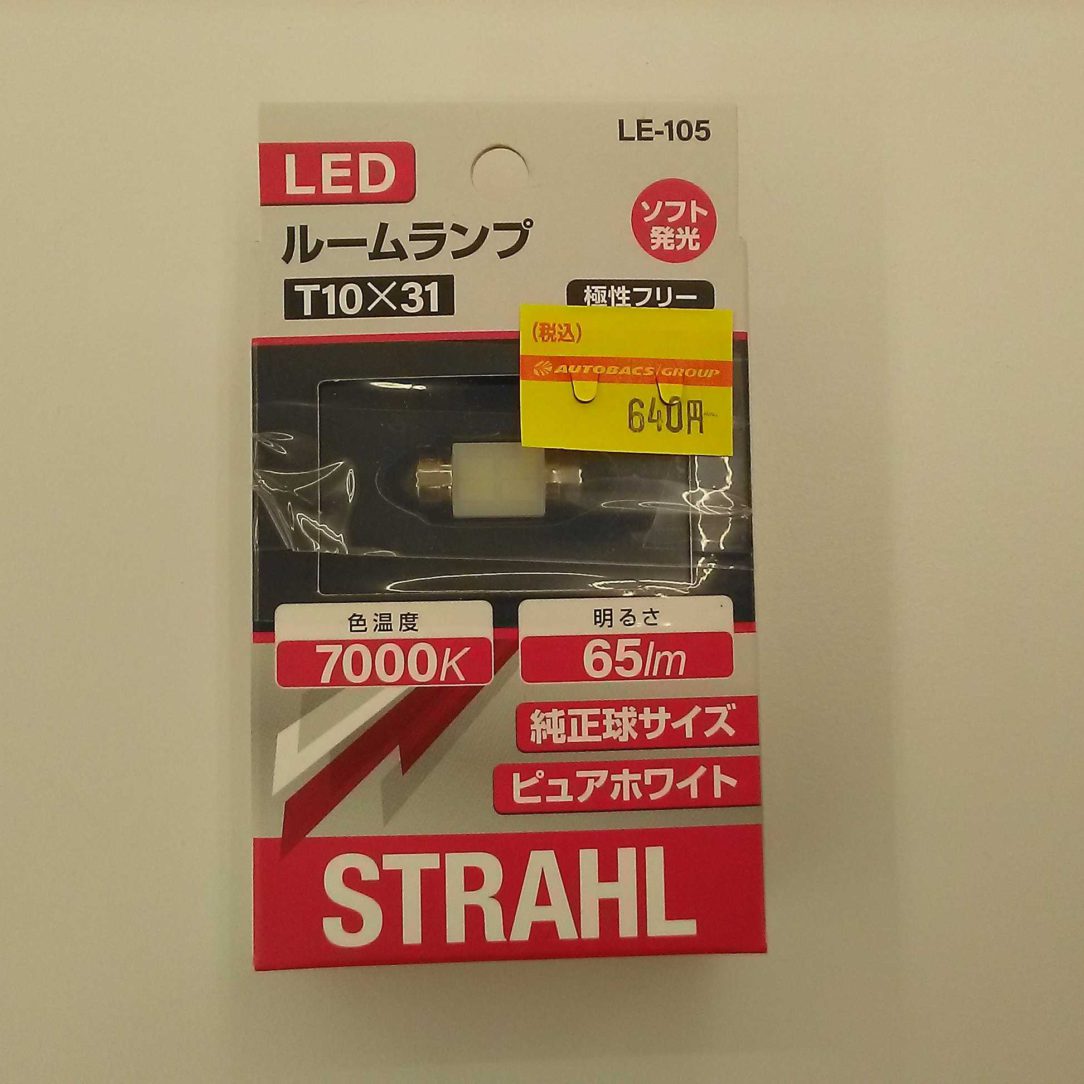 LE-105
LED
ソフト
発光
ルームランプ
T10×31
極性フリー
(税込)
AUTOBACS GROUP
640円
色温度
7000K
明るさ
65lm
純正球サイズ
ピュアホワイト
STRAHL